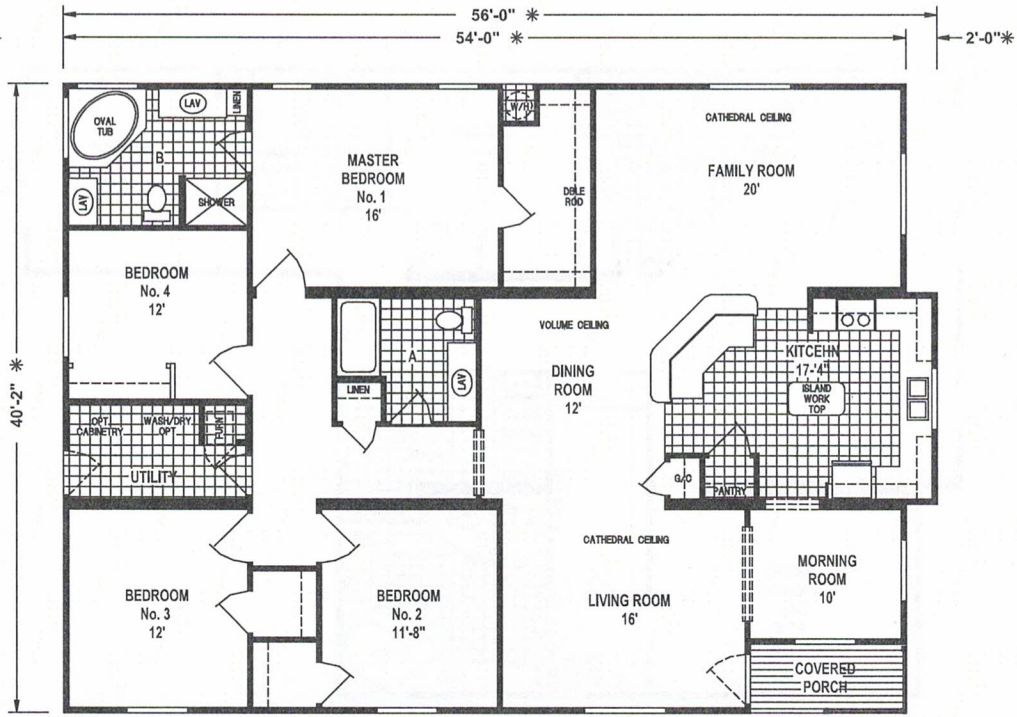 56'-0" *
54'-0" *
2'-0"*
40'-2" *
OVAL
TUB
LAV
LINEN
B
LAV
SHOWER
MASTER
BEDROOM
No. 1
16'
W/H
DBLE
ROD
CATHEDRAL CEILING
FAMILY ROOM
20'
BEDROOM
No. 4
12'
A
LINEN
LAV
VOLUME CEILING
DINING
ROOM
12'
KITCEHN
17-'4"
ISLAND
WORK
TOP
OPT.
CABINETRY
WASH/DRY
OPT.
FURN
UTILITY
G/C
PANTRY
BEDROOM
No. 3
12'
BEDROOM
No. 2
11'-8"
CATHEDRAL CEILING
LIVING ROOM
16'
MORNING
ROOM
10'
COVERED
PORCH